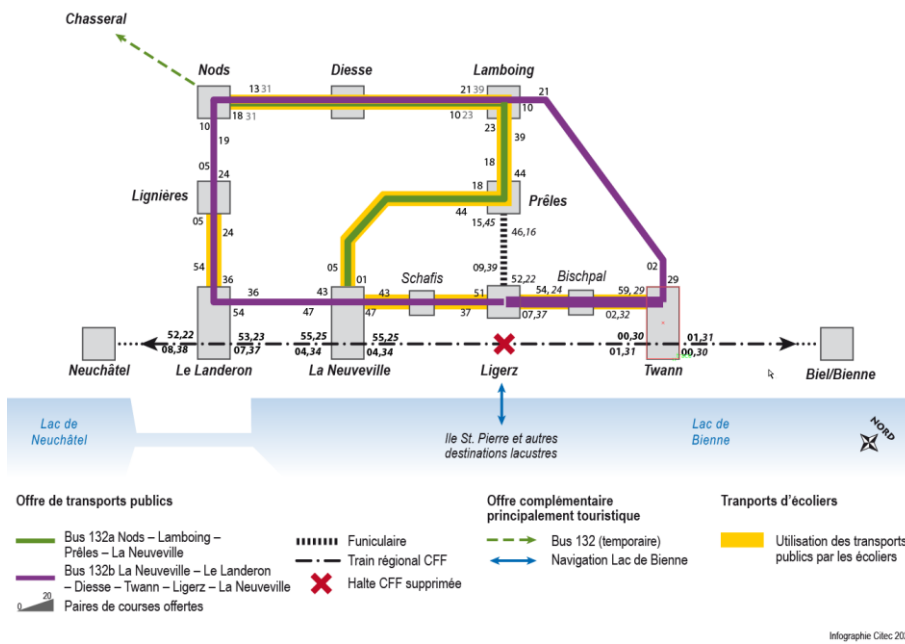 Chasseral
Nods
Diesse
Lamboing
13 31
21 39
21
10
18 31
10 23
10
19
23
39
05
24
18
44
Lignières
18
Prêles
05
24
44
15,45
46,16
54
05
01
Schafis
09,39
52,22
Bischpal
02
29
36
36
43
43
51
54, 24
59, 29
54
47
47
37
07,37
02,32
52,22
53,23
55,25
55,25
00,30
01,31
08,38
07,37
04,34
04,34
01,31
00,30
Neuchâtel
Le Landeron
La Neuveville
Ligerz
Twann
Biel/Bienne
Lac de
Neuchâtel
Ile St. Pierre et autres
destinations lacustres
Lac de
Bienne
NORD
Offre de transports publics
Bus 132a Nods – Lamboing –
Prêles – La Neuveville
Bus 132b La Neuveville – Le Landeron
– Diesse – Twann – Ligerz – La Neuveville
0 20 Paires de courses offertes
Funiculaire
Train régional CFF
Halte CFF supprimée
Offre complémentaire
principalement touristique
Bus 132 (temporaire)
Navigation Lac de Bienne
Tranports d'écoliers
Utilisation des transports
publics par les écoliers
Infographie Citec 20